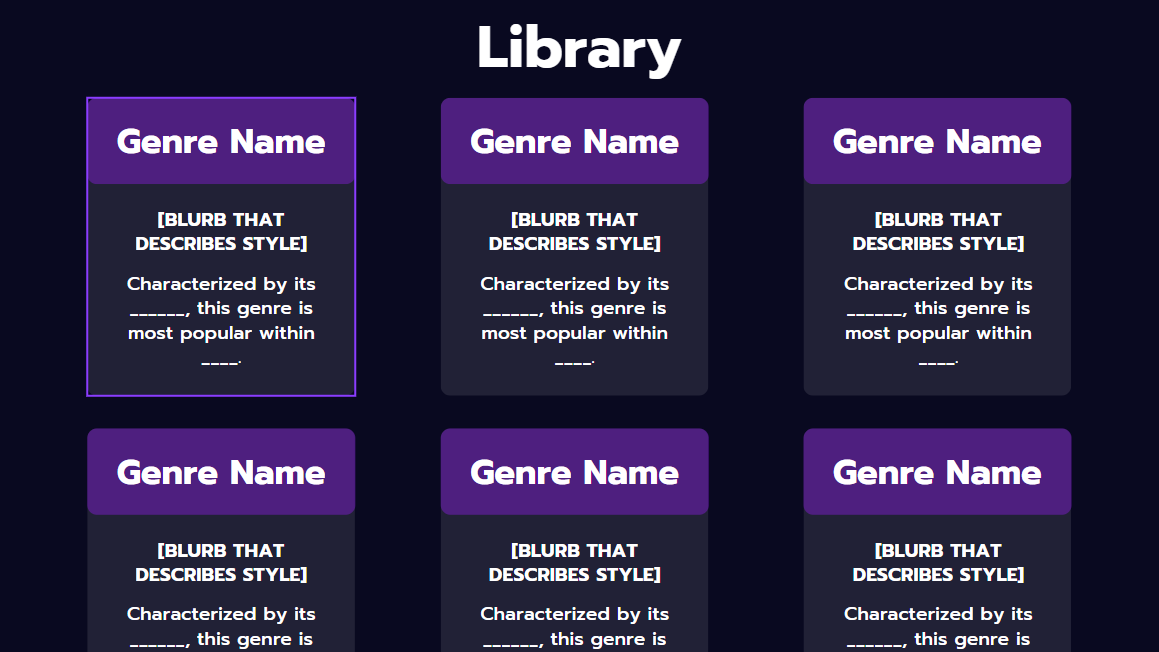 Library
Genre Name
[BLURB THAT
DESCRIBES STYLE]
Characterized by its
______, this genre is
most popular within
____.
Genre Name
[BLURB THAT
DESCRIBES STYLE]
Characterized by its
______, this genre is
most popular within
____.
Genre Name
[BLURB THAT
DESCRIBES STYLE]
Characterized by its
______, this genre is
most popular within
____.
Genre Name
[BLURB THAT
DESCRIBES STYLE]
Characterized by its
______, this genre is
Genre Name
[BLURB THAT
DESCRIBES STYLE]
Characterized by its
______, this genre is
Genre Name
[BLURB THAT
DESCRIBES STYLE]
Characterized by its
______, this genre is